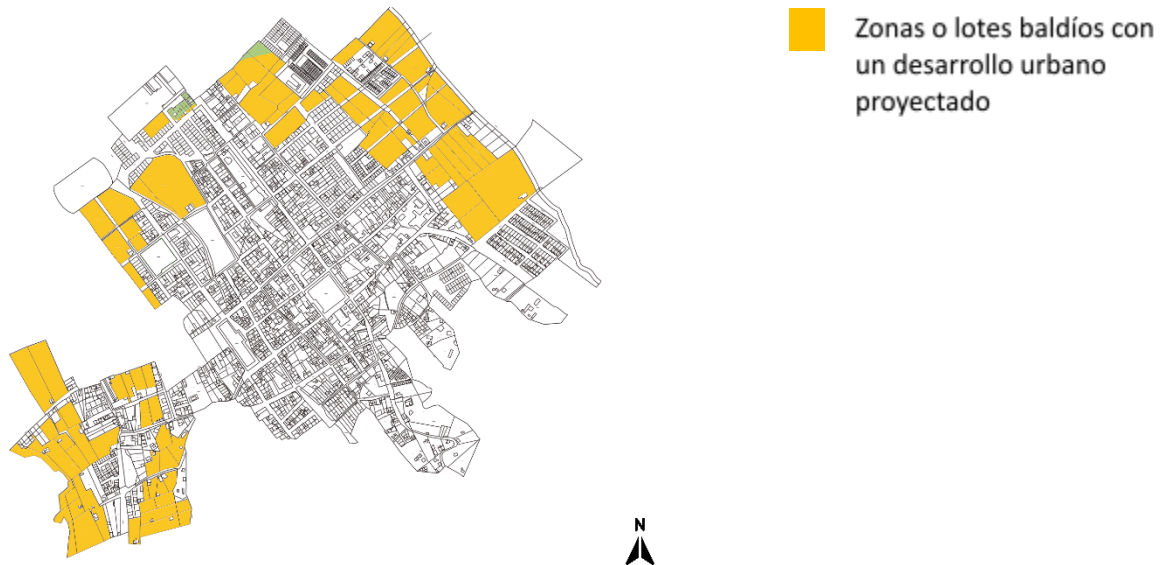 Zonas o lotes baldíos con
un desarrollo urbano
proyectado
N